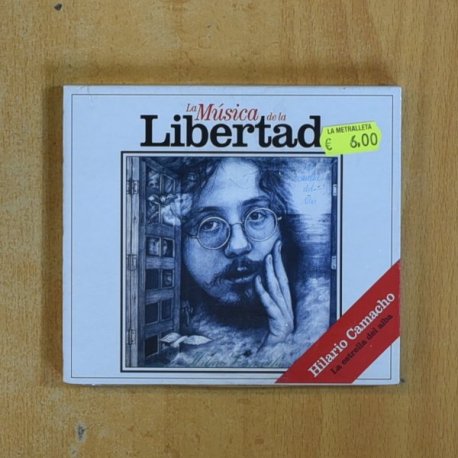 La Música de la
Libertad
LA METRALLETA
€ 6,00
Hilario Camacho
La estrella del alba